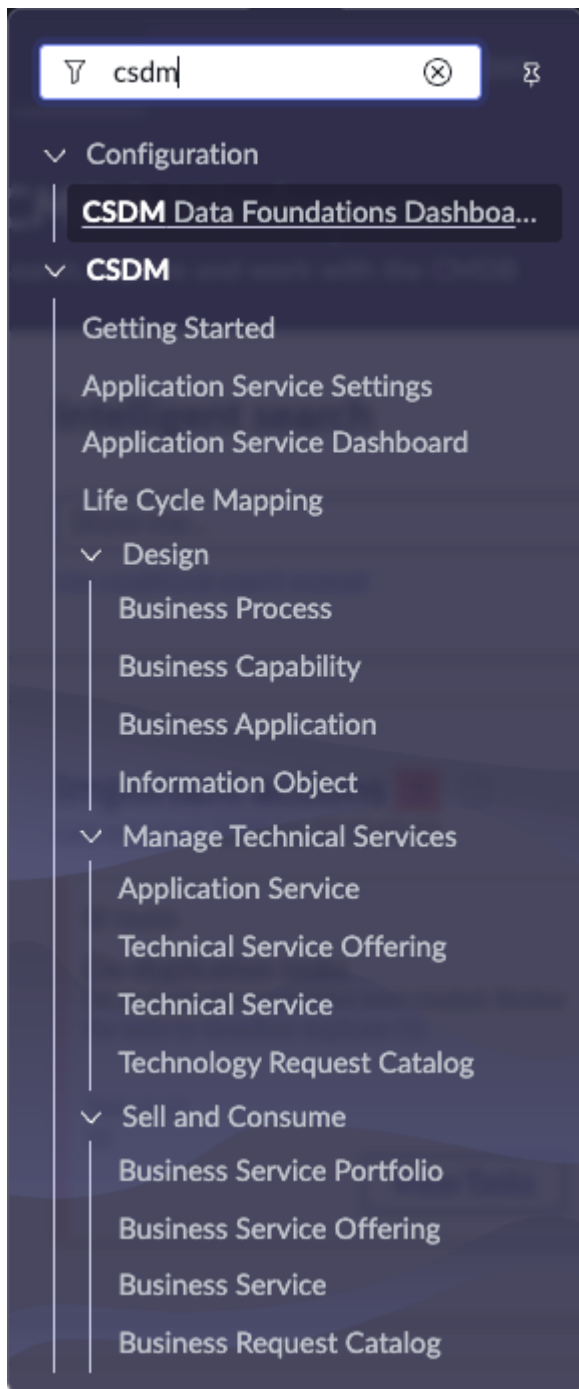 csdm
Configuration
CSDM Data Foundations Dashboa...
CSDM
Getting Started
Application Service Settings
Application Service Dashboard
Life Cycle Mapping
Design
Business Process
Business Capability
Business Application
Information Object
Manage Technical Services
Application Service
Technical Service Offering
Technical Service
Technology Request Catalog
Sell and Consume
Business Service Portfolio
Business Service Offering
Business Service
Business Request Catalog